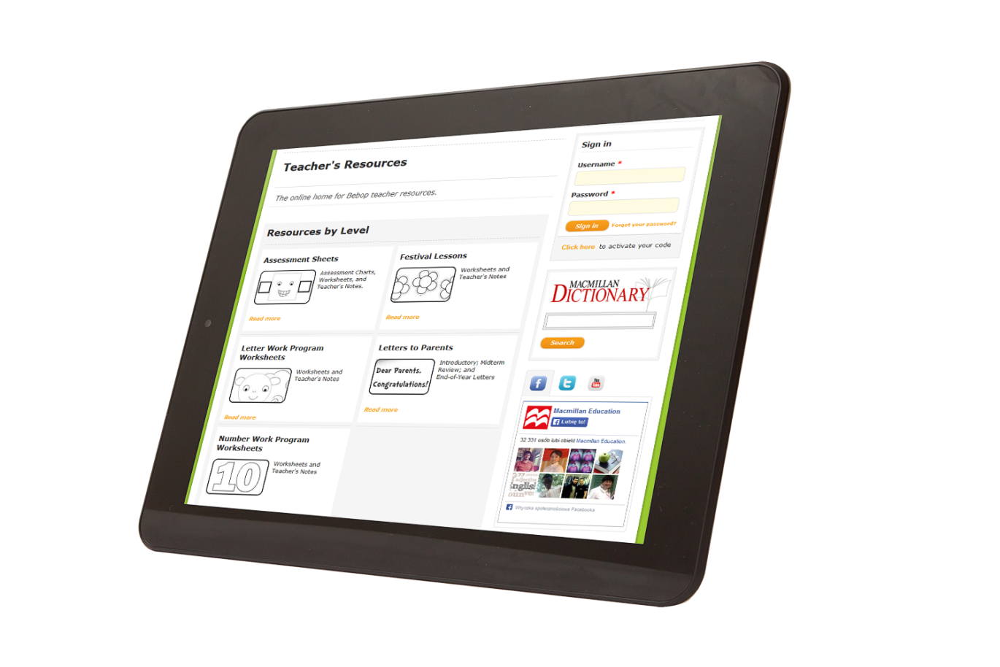 Teacher's Resources
The online home for Bebop teacher resources.
Resources by Level
Assessment Sheets
Assessment Charts,
Worksheets, and
Teacher's Notes.
Read more
Festival Lessons
Worksheets and
Teacher's Notes
Read more
Letter Work Program
Worksheets
Worksheets and
Teacher's Notes
Read more
Letters to Parents
Dear Parents.
Congratulations!
Introductory; Midterm
Review; and
End-of-Year Letters
Read more
Number Work Program
Worksheets
10
Worksheets and
Teacher's Notes
Sign in
Username *
Password *
Sign in Forgot your password?
Click here to activate your code
MACMILLAN
DICTIONARY
Search
f t You Tube
Macmillan Education
f Lubię to!
32 331 osób lubi obiekt Macmillan Education.
f Wtyczka społecznościowa Facebooka